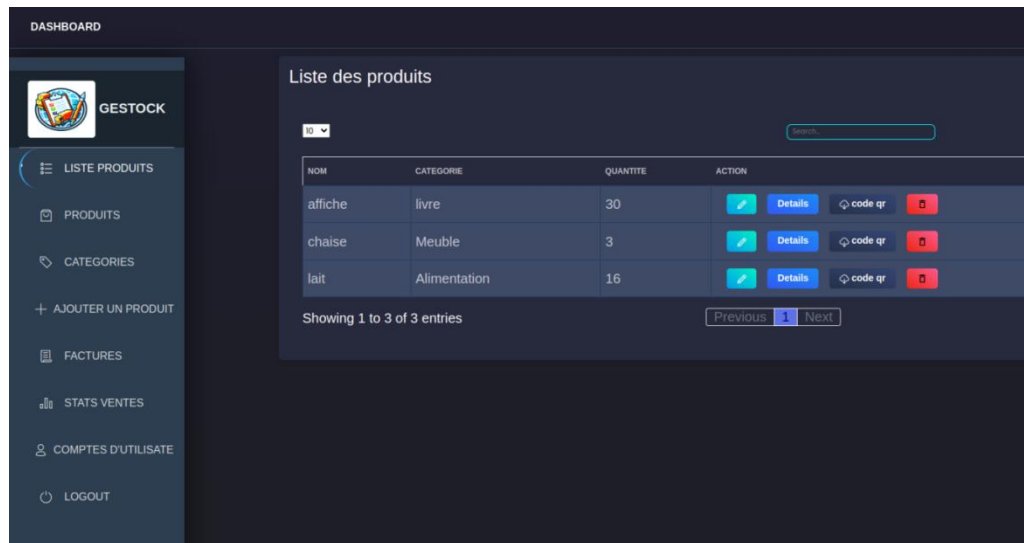 DASHBOARD
GESTOCK
LISTE PRODUITS
PRODUITS
CATEGORIES
AJOUTER UN PRODUIT
FACTURES
STATS VENTES
COMPTES D'UTILISATE
LOGOUT
Liste des produits
10
Search..
NOM CATEGORIE QUANTITE ACTION
affiche livre 30 Details code qr
chaise Meuble 3 Details code qr
lait Alimentation 16 Details code qr
Showing 1 to 3 of 3 entries
Previous 1 Next